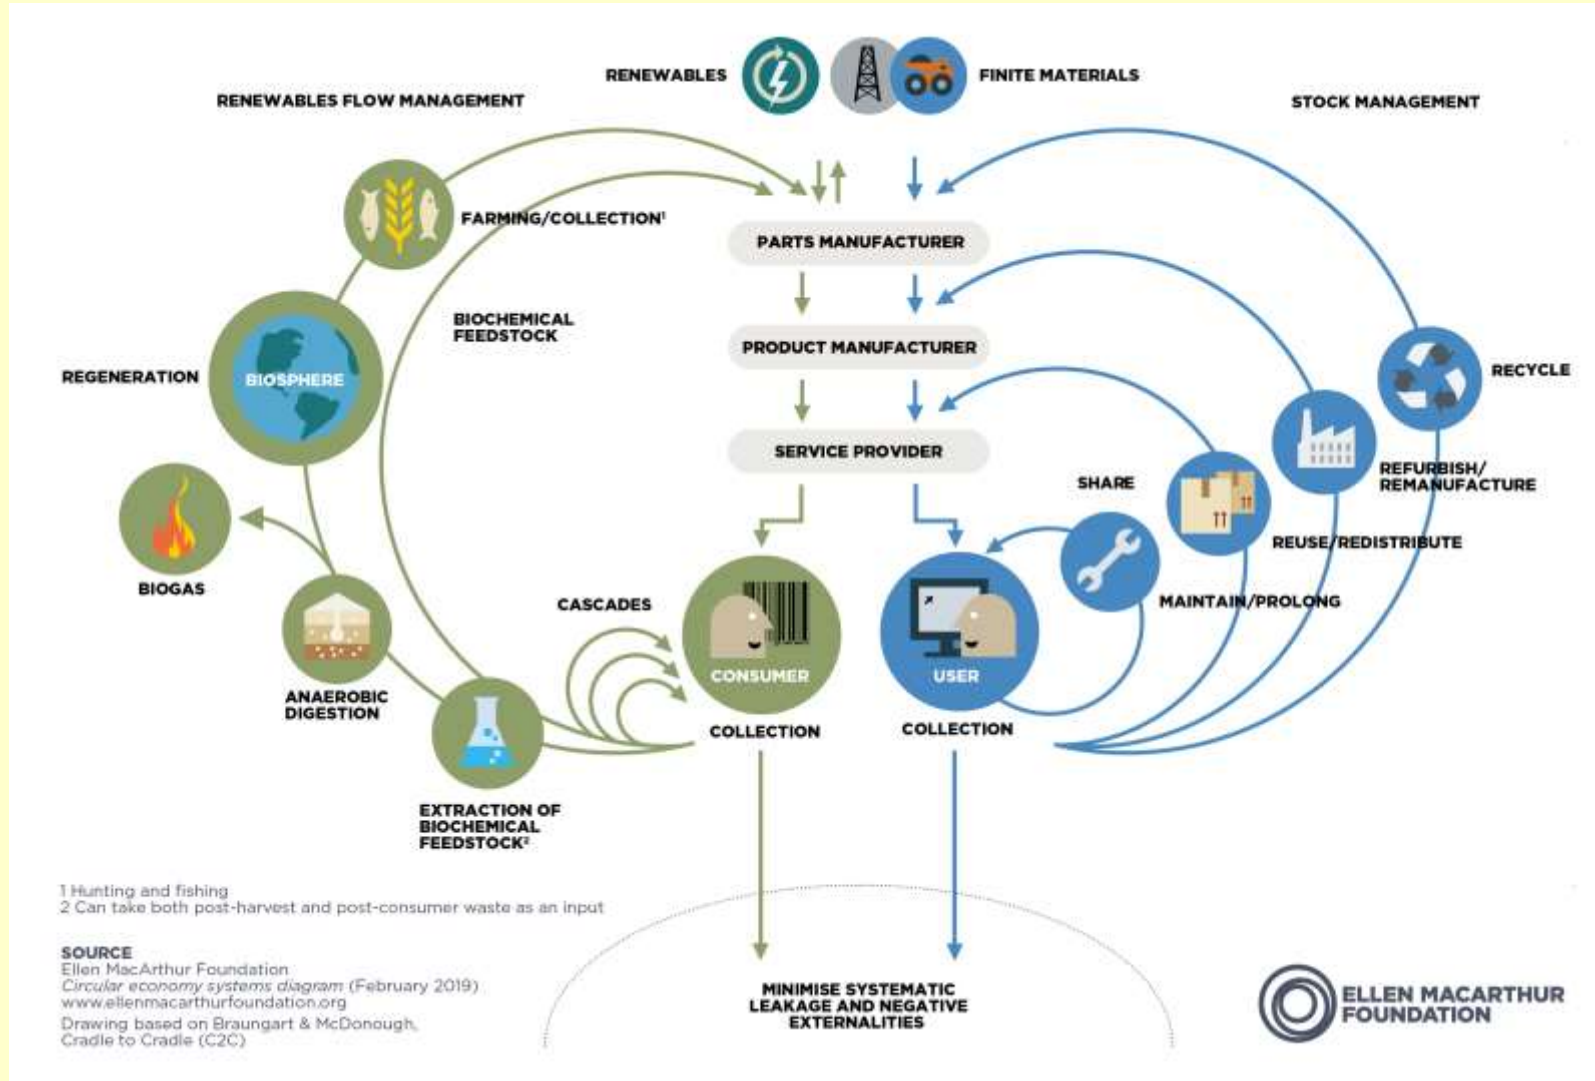 RENEWABLES
FINITE MATERIALS
RENEWABLES FLOW MANAGEMENT
STOCK MANAGEMENT
FARMING/COLLECTION¹
PARTS MANUFACTURER
BIOCHEMICAL
FEEDSTOCK
PRODUCT MANUFACTURER
REGENERATION
BIOSPHERE
RECYCLE
SERVICE PROVIDER
SHARE
REFURBISH/
REMANUFACTURE
REUSE/REDISTRIBUTE
BIOGAS
CASCADES
MAINTAIN/PROLONG
CONSUMER
USER
ANAEROBIC
DIGESTION
COLLECTION
COLLECTION
EXTRACTION OF
BIOCHEMICAL
FEEDSTOCK²
1 Hunting and fishing
2 Can take both post-harvest and post-consumer waste as an input
SOURCE
Ellen MacArthur Foundation
Circular economy systems diagram (February 2019)
www.ellenmacarthurfoundation.org
Drawing based on Braungart & McDonough,
Cradle to Cradle (C2C)
MINIMISE SYSTEMATIC
LEAKAGE AND NEGATIVE
EXTERNALITIES
ELLEN MACARTHUR
FOUNDATION